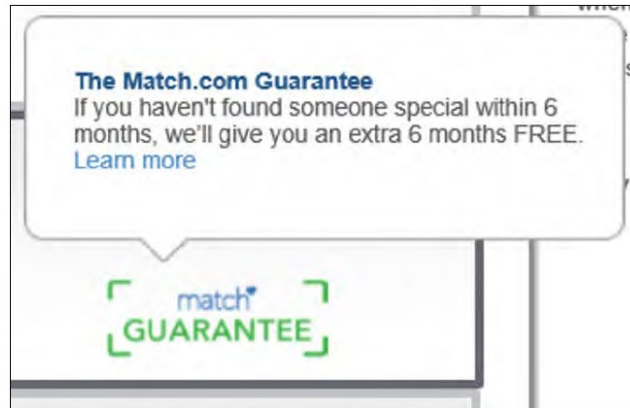 The Match.com Guarantee
If you haven't found someone special within 6
months, we'll give you an extra 6 months FREE.
Learn more
match
GUARANTEE